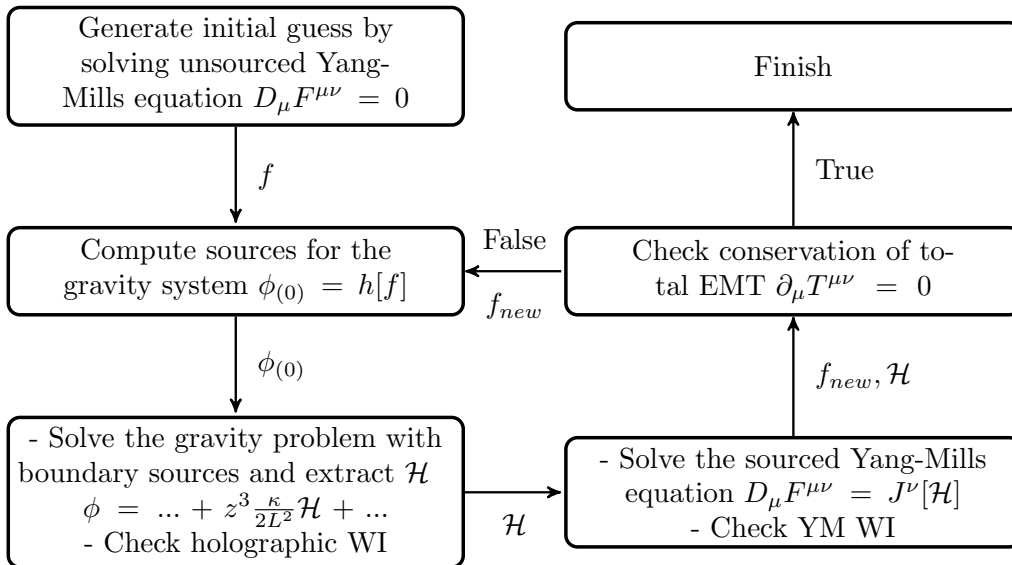 Generate initial guess by
solving unsourced Yang-
Mills equation $D_\mu F^{\mu\nu} = 0$
Finish
$f$
True
Compute sources for the
gravity system $\phi_{(0)} = h[f]$
False
$f_{new}$
Check conservation of to-
tal EMT $\partial_\mu T^{\mu\nu} = 0$
$\phi_{(0)}$
$f_{new}, \mathcal{H}$
- Solve the gravity problem with
boundary sources and extract $\mathcal{H}$
$\phi = ... + z^3 \frac{\kappa}{2L^2} \mathcal{H} + ...$
- Check holographic WI
$\mathcal{H}$
- Solve the sourced Yang-Mills
equation $D_\mu F^{\mu\nu} = J^\nu[\mathcal{H}]$
- Check YM WI